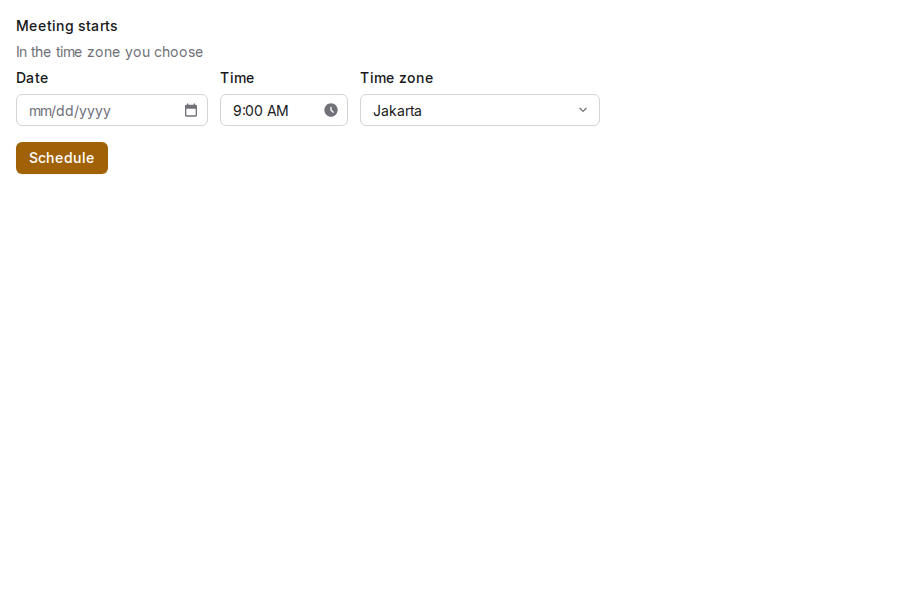 Meeting starts
In the time zone you choose
Date Time Time zone
mm/dd/yyyy 9:00 AM Jakarta
Schedule